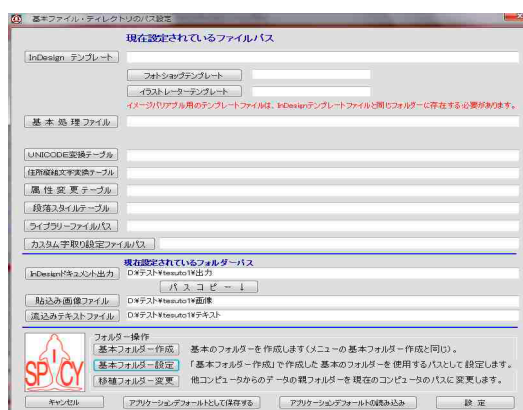 基本ファイル・ディレクトリのパス設定
現在設定されているファイルパス
InDesign テンプレート
フォトショップテンプレート
イラストレーターテンプレート
イメージバリアブル用のテンプレートファイルは、InDesignテンプレートファイルと同じフォルダーに存在する必要があります。
基本処理ファイル
UNICODE変換テーブル
住所縦組文字変換テーブル
属性変更テーブル
段落スタイルテーブル
ライブラリーファイルパス
カスタム字取り設定ファイルパス
現在設定されているフォルダーパス
InDesignドキュメント出力 D:¥テスト¥tesuto1¥出力
パスコピー↓
貼込み画像ファイル D:¥テスト¥tesuto1¥画像
流込みテキストファイル D:¥テスト¥tesuto1¥テキスト
フォルダー操作
基本フォルダー作成 基本のフォルダーを作成します(メニューの基本フォルダー作成と同じ)。
基本フォルダー設定 「基本フォルダー作成」で作成した基本のフォルダーを使用するパスとして設定します。
移植フォルダー変更 他コンピュータからのデータの親フォルダーを現在のコンピュータのパスに変更します。
SPICY
キャンセル アプリケーションデフォルトとして保存する アプリケーションデフォルトの読み込み 設定